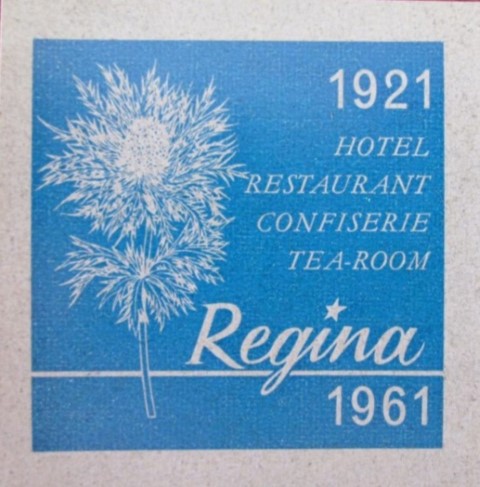 1921
HOTEL
RESTAURANT
CONFISERIE
TEA-ROOM
Regina
1961